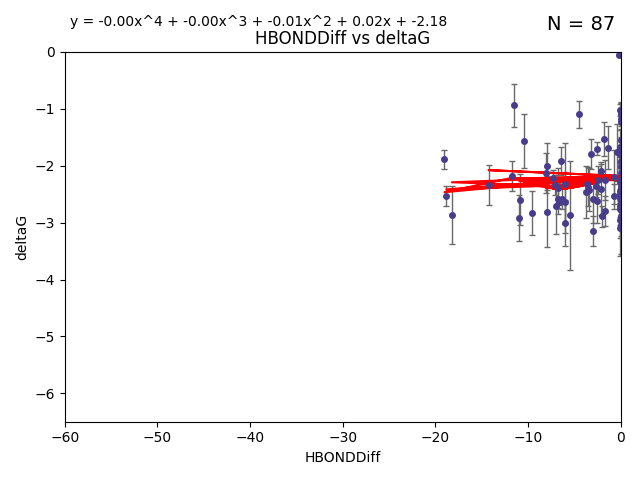 y = -0.00x^4 + -0.00x^3 + -0.01x^2 + 0.02x + -2.18
N = 87
HBONDDiff vs deltaG
0
−1
−2
−3
−4
−5
−6
deltaG
−60 −50 −40 −30 −20 −10 0
HBONDDiff